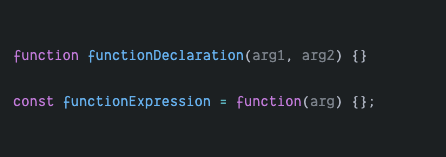 function functionDeclaration(arg1, arg2) {}
const functionExpression = function(arg) {};